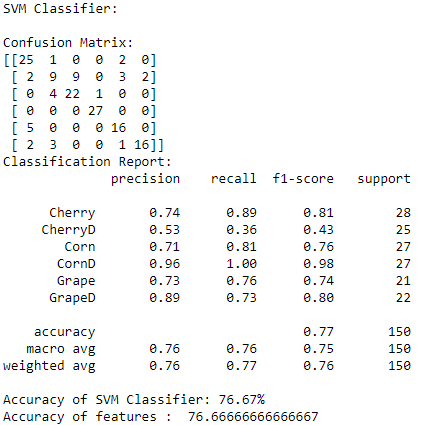 SVM Classifier:
Confusion Matrix:
[[25  1  0  0  2  0]
 [ 2  9  9  0  3  2]
 [ 0  4 22  1  0  0]
 [ 0  0  0 27  0  0]
 [ 5  0  0  0 16  0]
 [ 2  3  0  0  1 16]]
Classification Report:
              precision    recall  f1-score   support
      Cherry       0.74      0.89      0.81        28
     CherryD       0.53      0.36      0.43        25
        Corn       0.71      0.81      0.76        27
       CornD       0.96      1.00      0.98        27
       Grape       0.73      0.76      0.74        21
      GrapeD       0.89      0.73      0.80        22
    accuracy                           0.77       150
   macro avg       0.76      0.76      0.75       150
weighted avg       0.76      0.77      0.76       150
Accuracy of SVM Classifier: 76.67%
Accuracy of features :  76.66666666666667